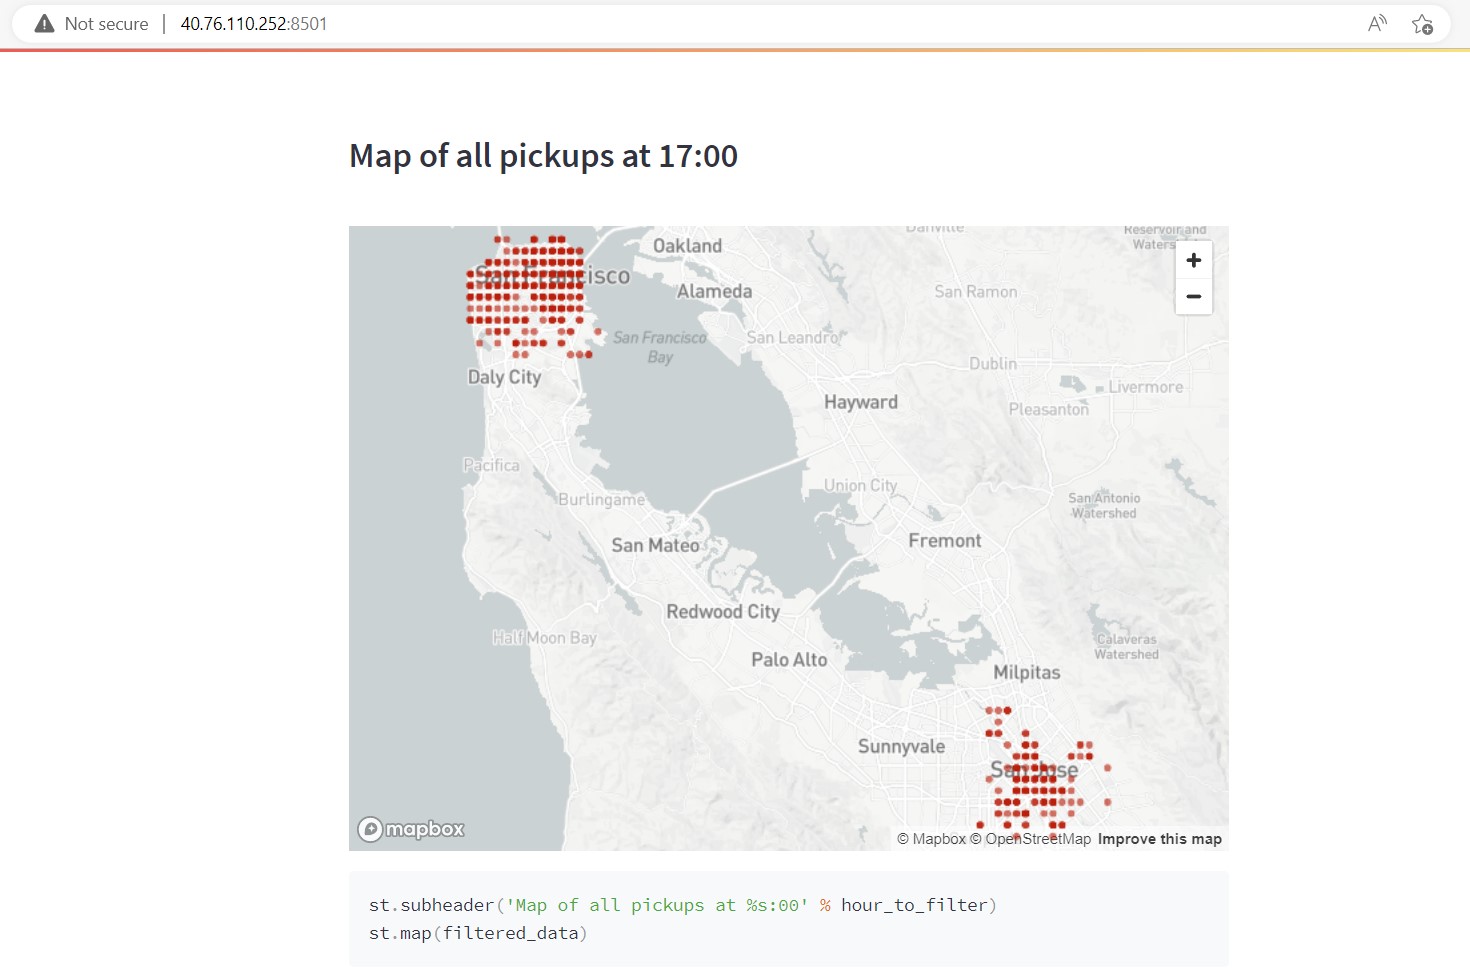 Not secure | 40.76.110.252:8501
Map of all pickups at 17:00
Danville
Reservoir and
Oakland
San Francisco
Alameda
San Ramon
San Francisco
Bay
San Leandro
Dublin
Daly City
Livermore
Hayward
Pleasanton
Pacifica
Union City
Burlingame
San Antonio
Watershed
San Mateo
Fremont
Redwood City
Half Moon Bay
Calaveras
Watershed
Palo Alto
Milpitas
Sunnyvale
San Jose
mapbox
© Mapbox © OpenStreetMap Improve this map
st.subheader('Map of all pickups at %s:00' % hour_to_filter)
st.map(filtered_data)